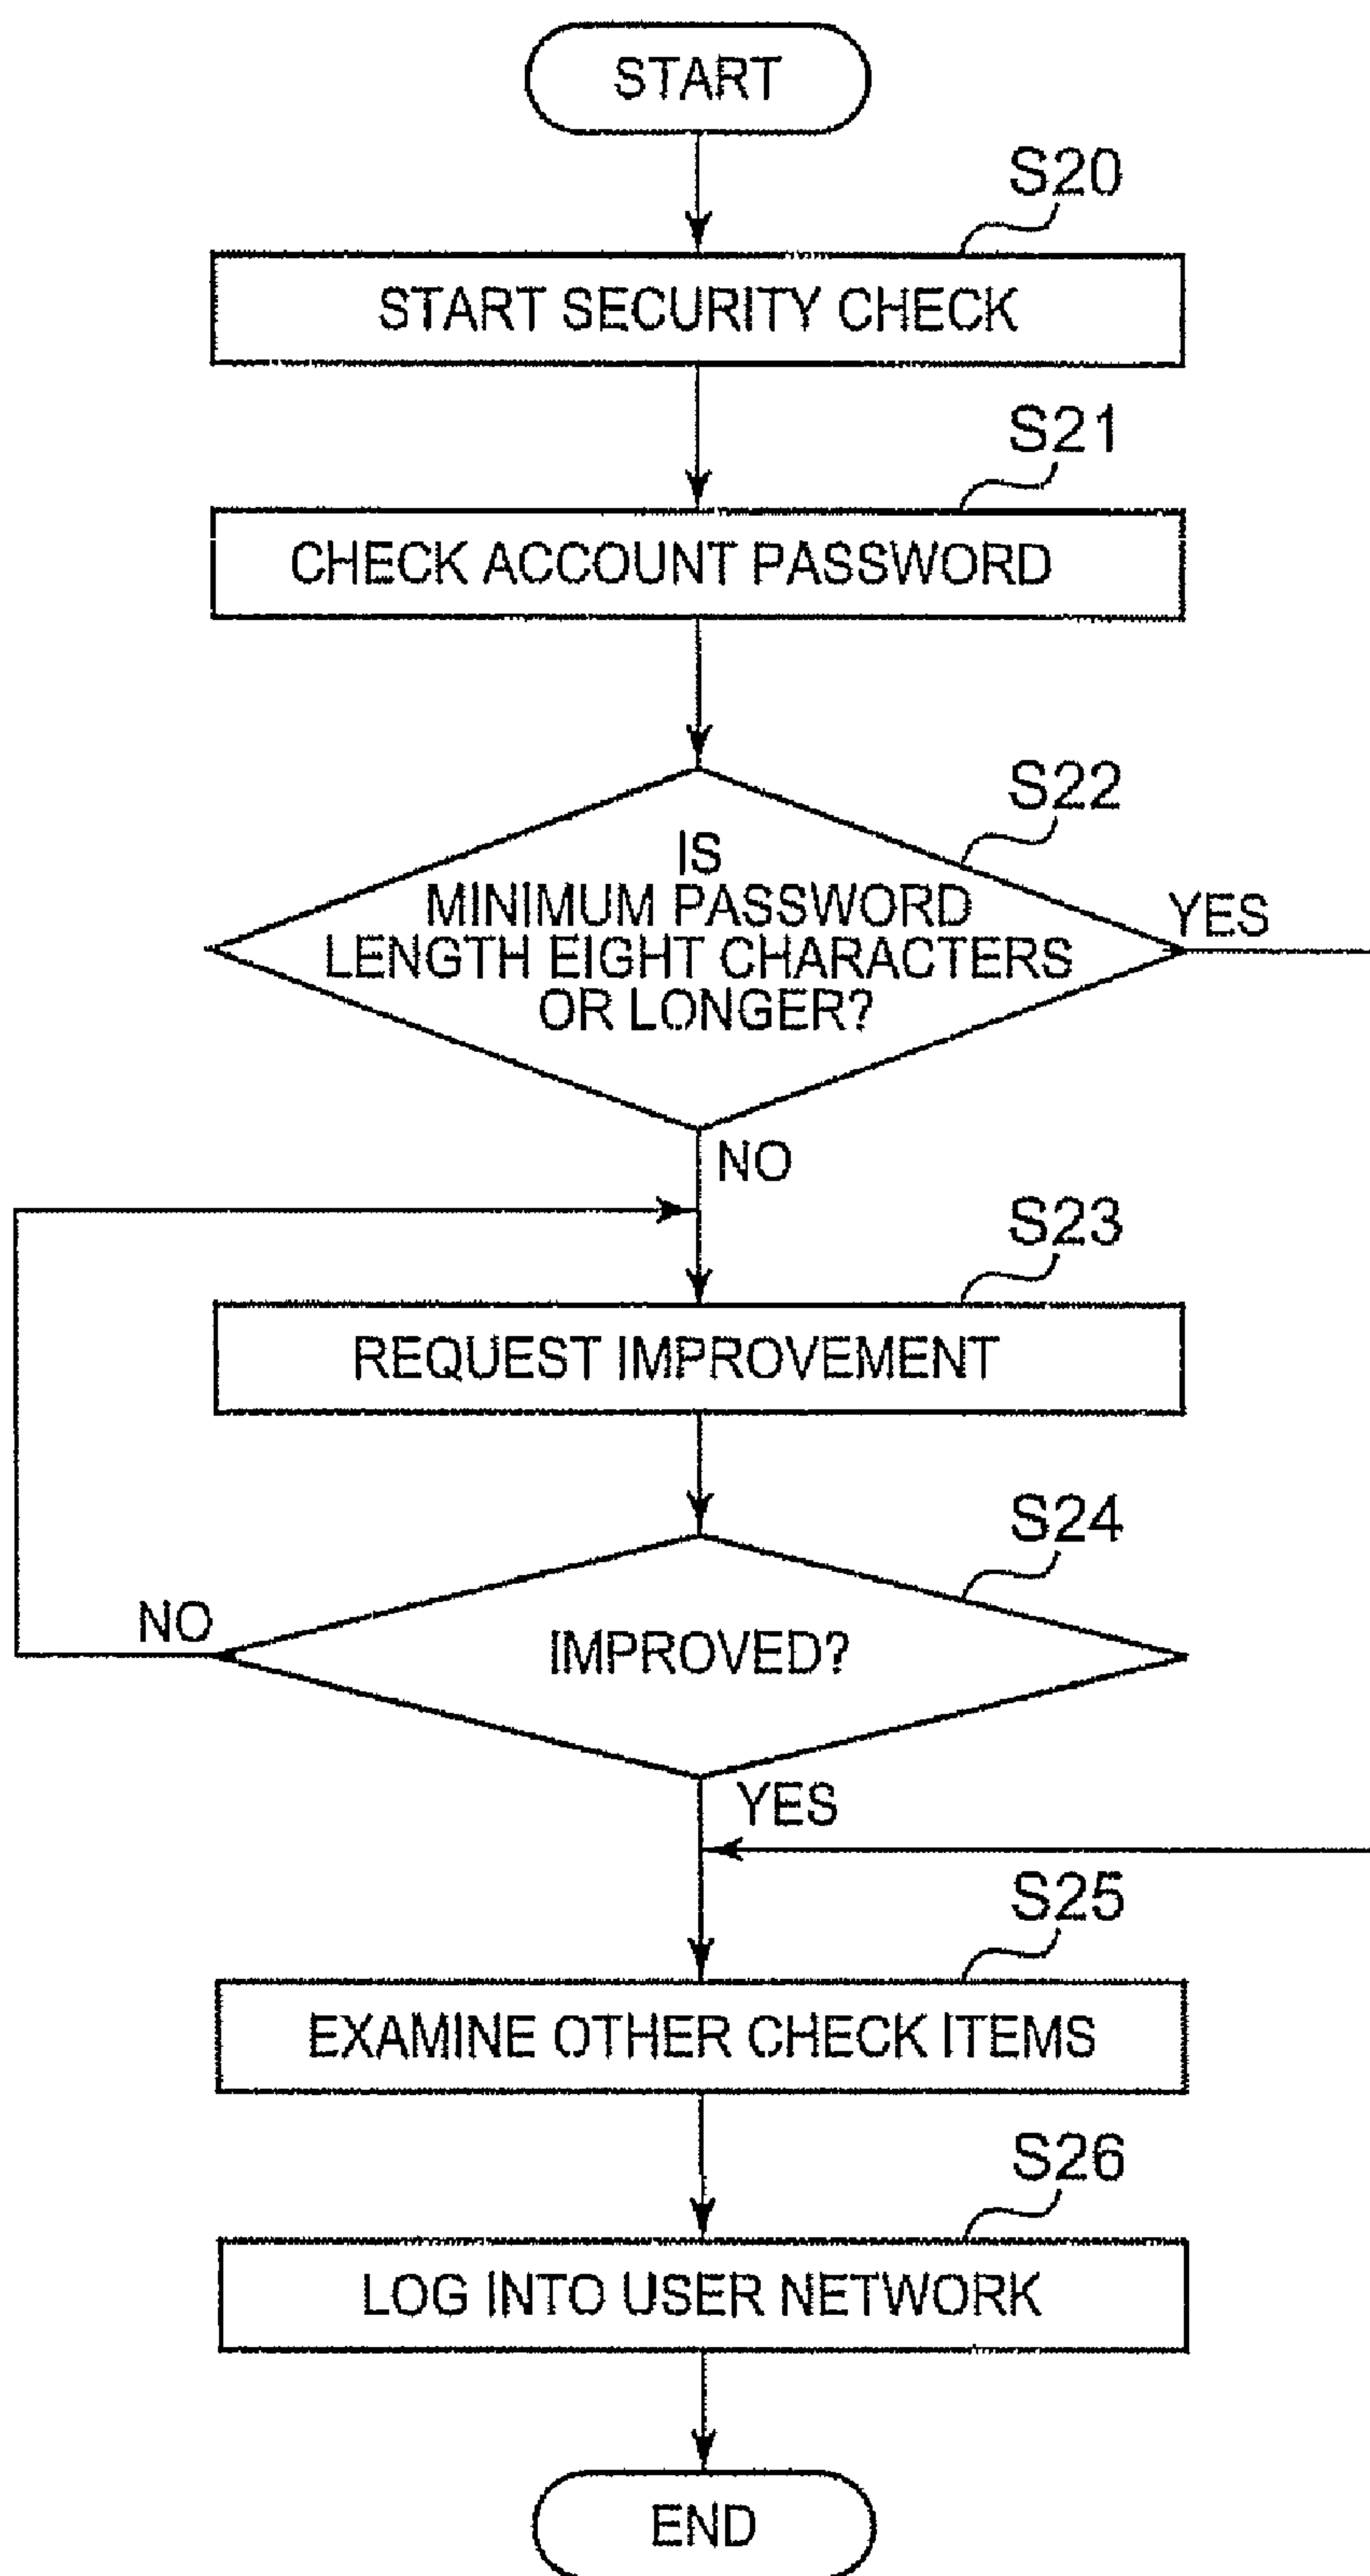 START
S20
START SECURITY CHECK
S21
CHECK ACCOUNT PASSWORD
S22
IS
MINIMUM PASSWORD
LENGTH EIGHT CHARACTERS
OR LONGER?
YES
NO
S23
REQUEST IMPROVEMENT
S24
NO
IMPROVED?
YES
S25
EXAMINE OTHER CHECK ITEMS
S26
LOG INTO USER NETWORK
END